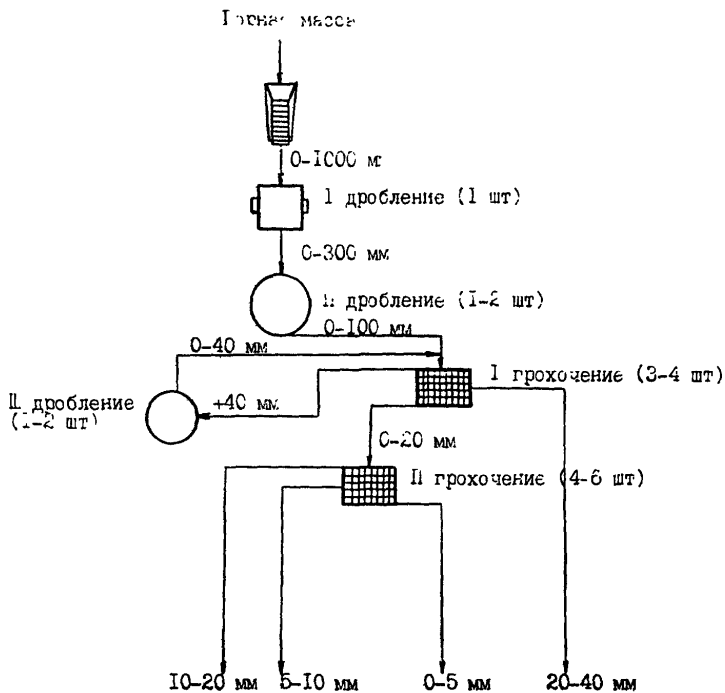 Горная масса
0-1000 мм
I дробление (1 шт)
0-300 мм
II дробление (1-2 шт)
0-100 мм
0-40 мм
I грохочение (3-4 шт)
II дробление
(1-2 шт)
+40 мм
0-20 мм
II грохочение (4-6 шт)
10-20 мм
5-10 мм
0-5 мм
20-40 мм